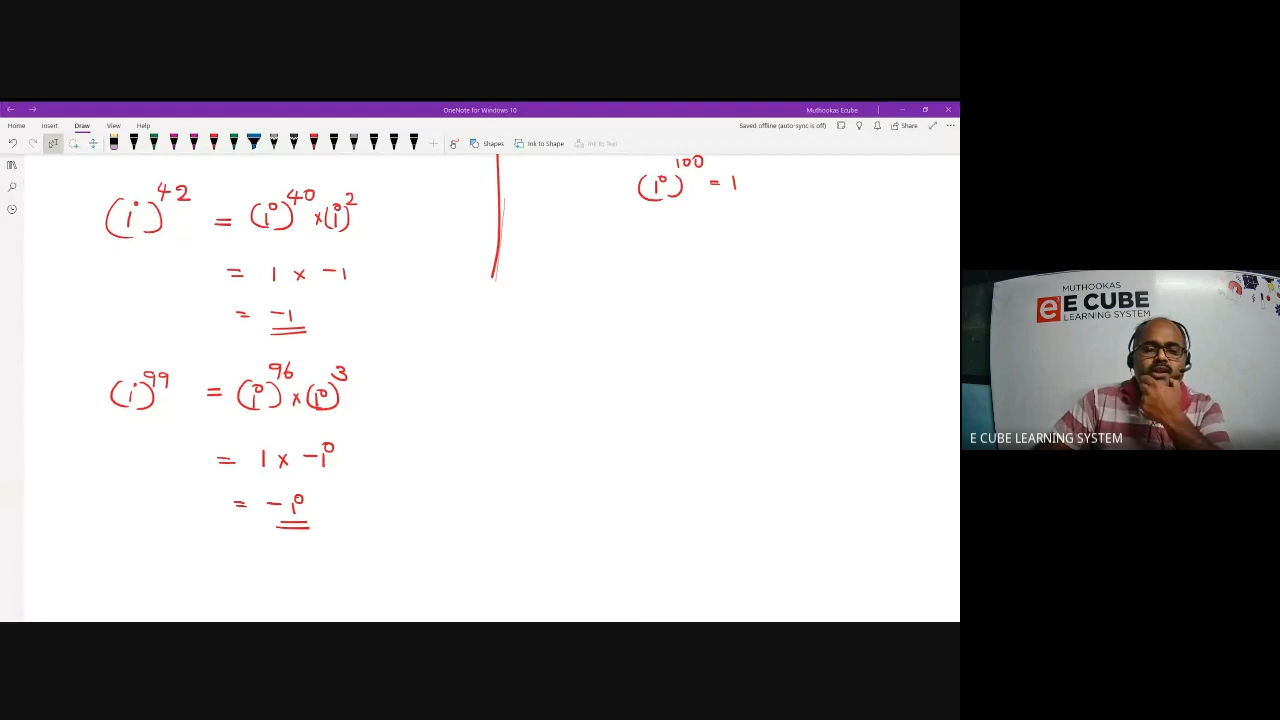 OneNote for Windows 10
Muthookas Ecube
Home Insert Draw View Help
Saved offline (auto-sync is off)
Share
Shapes
Ink to Shape
Ink to Text
(i)^42 = (i)^40 × (i)^2
= 1 × -1
= -1
(i)^99 = (i)^96 × (i)^3
= 1 × -i
= -i
(i)^100 = 1
MUTHOOKAS
e E CUBE
LEARNING SYSTEM
E CUBE LEARNING SYSTEM